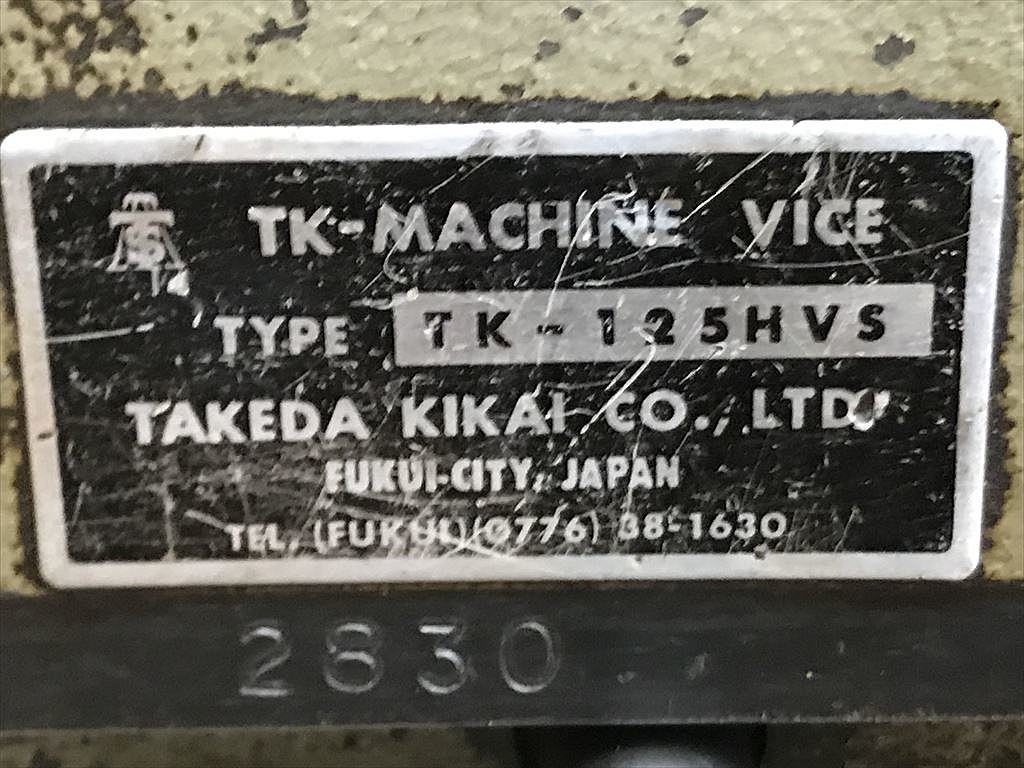 TK-MACHINE VICE
TYPE TK-125HVS
TAKEDA KIKAI CO., LTD.
FUKUI-CITY, JAPAN
TEL. (FUKUI) (0776) 38-1630
2830